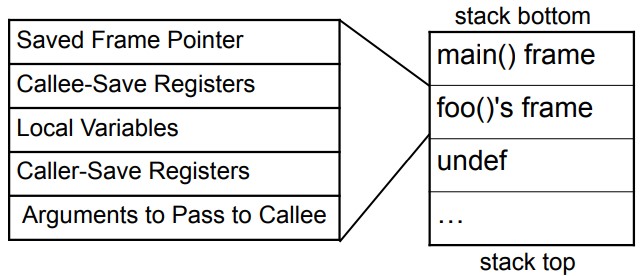 Saved Frame Pointer
Callee-Save Registers
Local Variables
Caller-Save Registers
Arguments to Pass to Callee
stack bottom
main() frame
foo()'s frame
undef
...
stack top